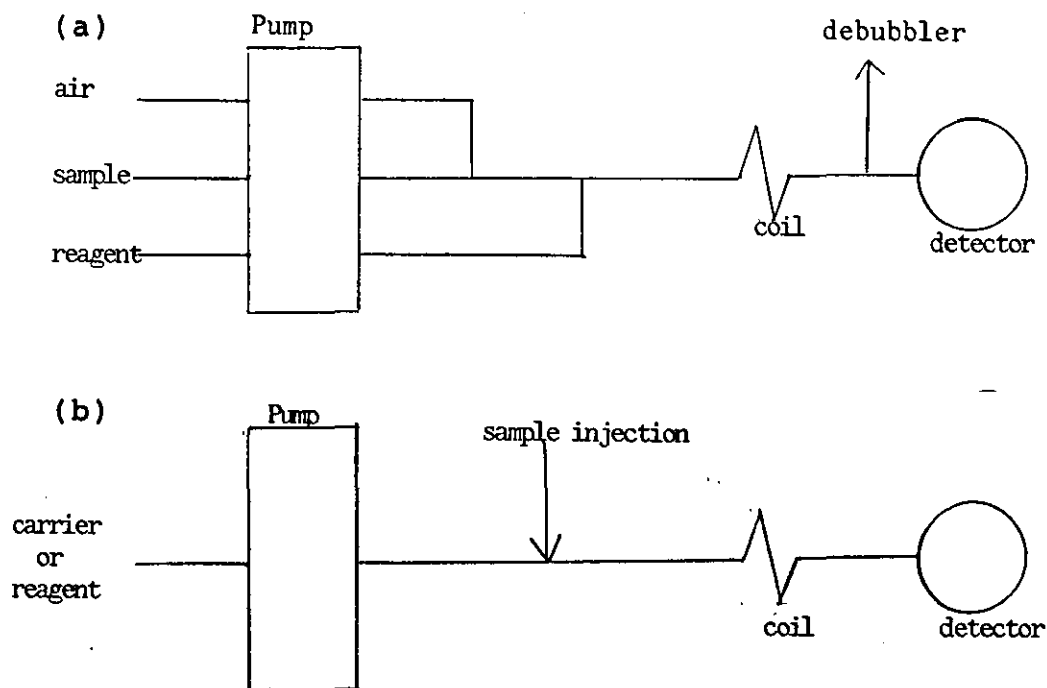 (a)
Pump
debubbler
air
sample
reagent
coil
detector
(b)
Pump
sample injection
carrier
or
reagent
coil
detector